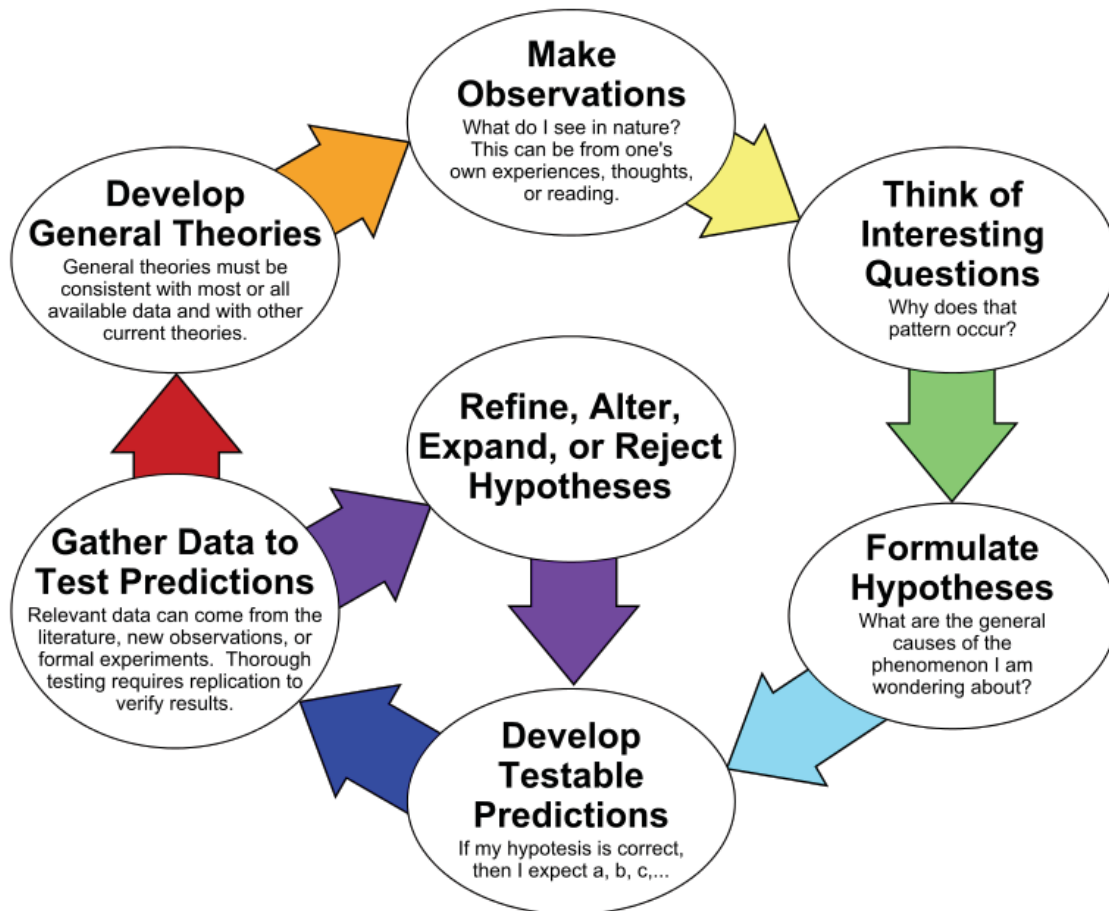 Make
Observations
What do I see in nature?
This can be from one's
own experiences, thoughts,
or reading.
Think of
Interesting
Questions
Why does that
pattern occur?
Formulate
Hypotheses
What are the general
causes of the
phenomenon I am
wondering about?
Develop
Testable
Predictions
If my hypotesis is correct,
then I expect a, b, c,...
Gather Data to
Test Predictions
Relevant data can come from the
literature, new observations, or
formal experiments.  Thorough
testing requires replication to
verify results.
Refine, Alter,
Expand, or Reject
Hypotheses
Develop
General Theories
General theories must be
consistent with most or all
available data and with other
current theories.